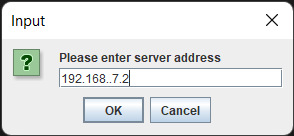 Input
Please enter server address
192.168..7.2
OK
Cancel